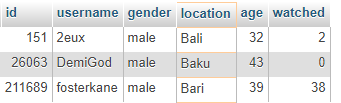 id username gender location age watched
151 2eux male Bali 32 2
26063 DemiGod male Baku 43 0
211689 fosterkane male Bari 39 38